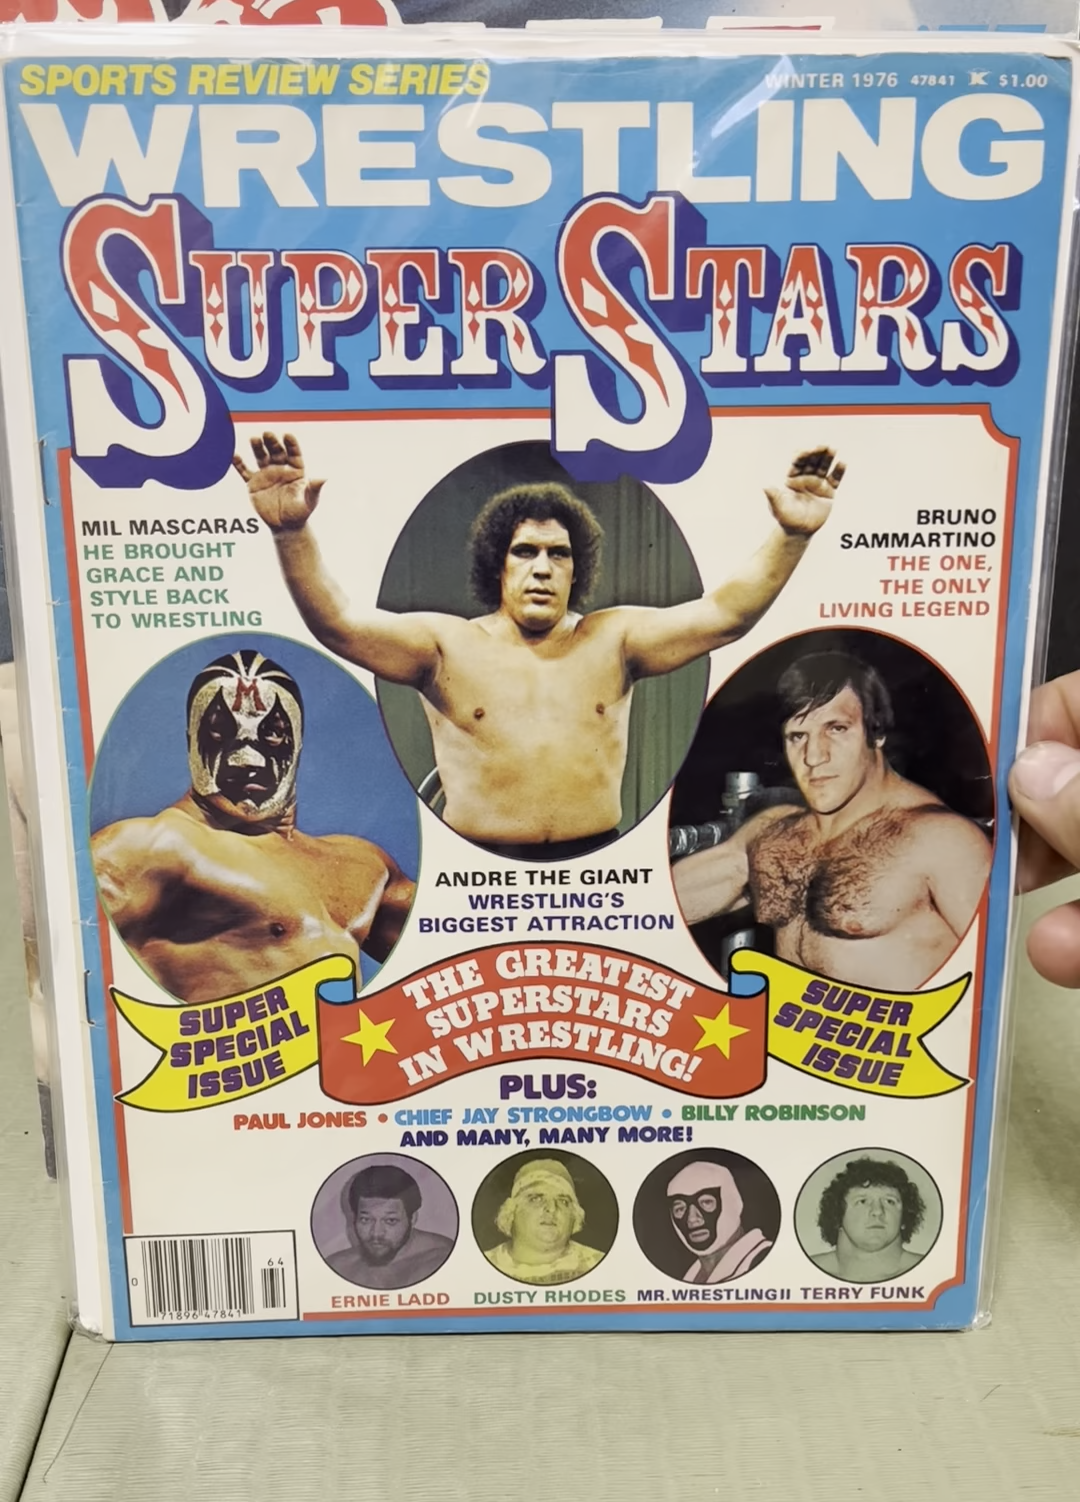 SPORTS REVIEW SERIES
WINTER 1976 47841 K $1.00
WRESTLING
SUPERSTARS
MIL MASCARAS
HE BROUGHT
GRACE AND
STYLE BACK
TO WRESTLING
BRUNO
SAMMARTINO
THE ONE,
THE ONLY
LIVING LEGEND
M
ANDRE THE GIANT
WRESTLING'S
BIGGEST ATTRACTION
SUPER
SPECIAL
ISSUE
THE GREATEST
SUPERSTARS
IN WRESTLING!
SUPER
SPECIAL
ISSUE
PLUS:
PAUL JONES • CHIEF JAY STRONGBOW • BILLY ROBINSON
AND MANY, MANY MORE!
ERNIE LADD DUSTY RHODES MR. WRESTLING II TERRY FUNK
0
64
71896 47841